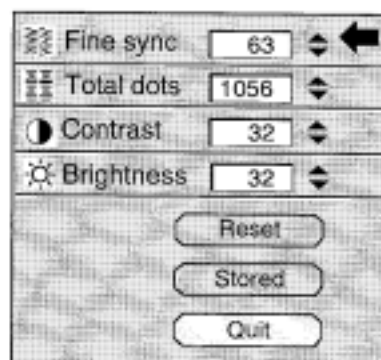 Fine sync 63
Total dots 1056
Contrast 32
Brightness 32
Reset
Stored
Quit